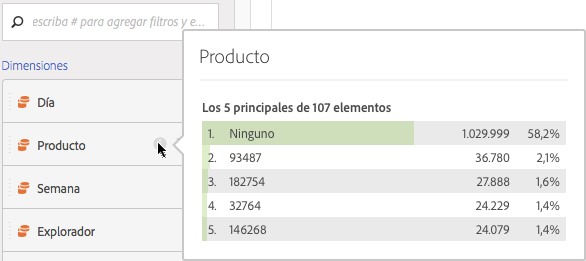 escriba # para agregar filtros y e...
Dimensiones
Día
Producto
Semana
Explorador
Producto
Los 5 principales de 107 elementos
1. Ninguno 1.029.999 58,2%
2. 93487 36.780 2,1%
3. 182754 27.888 1,6%
4. 32764 24.229 1,4%
5. 146268 24.079 1,4%